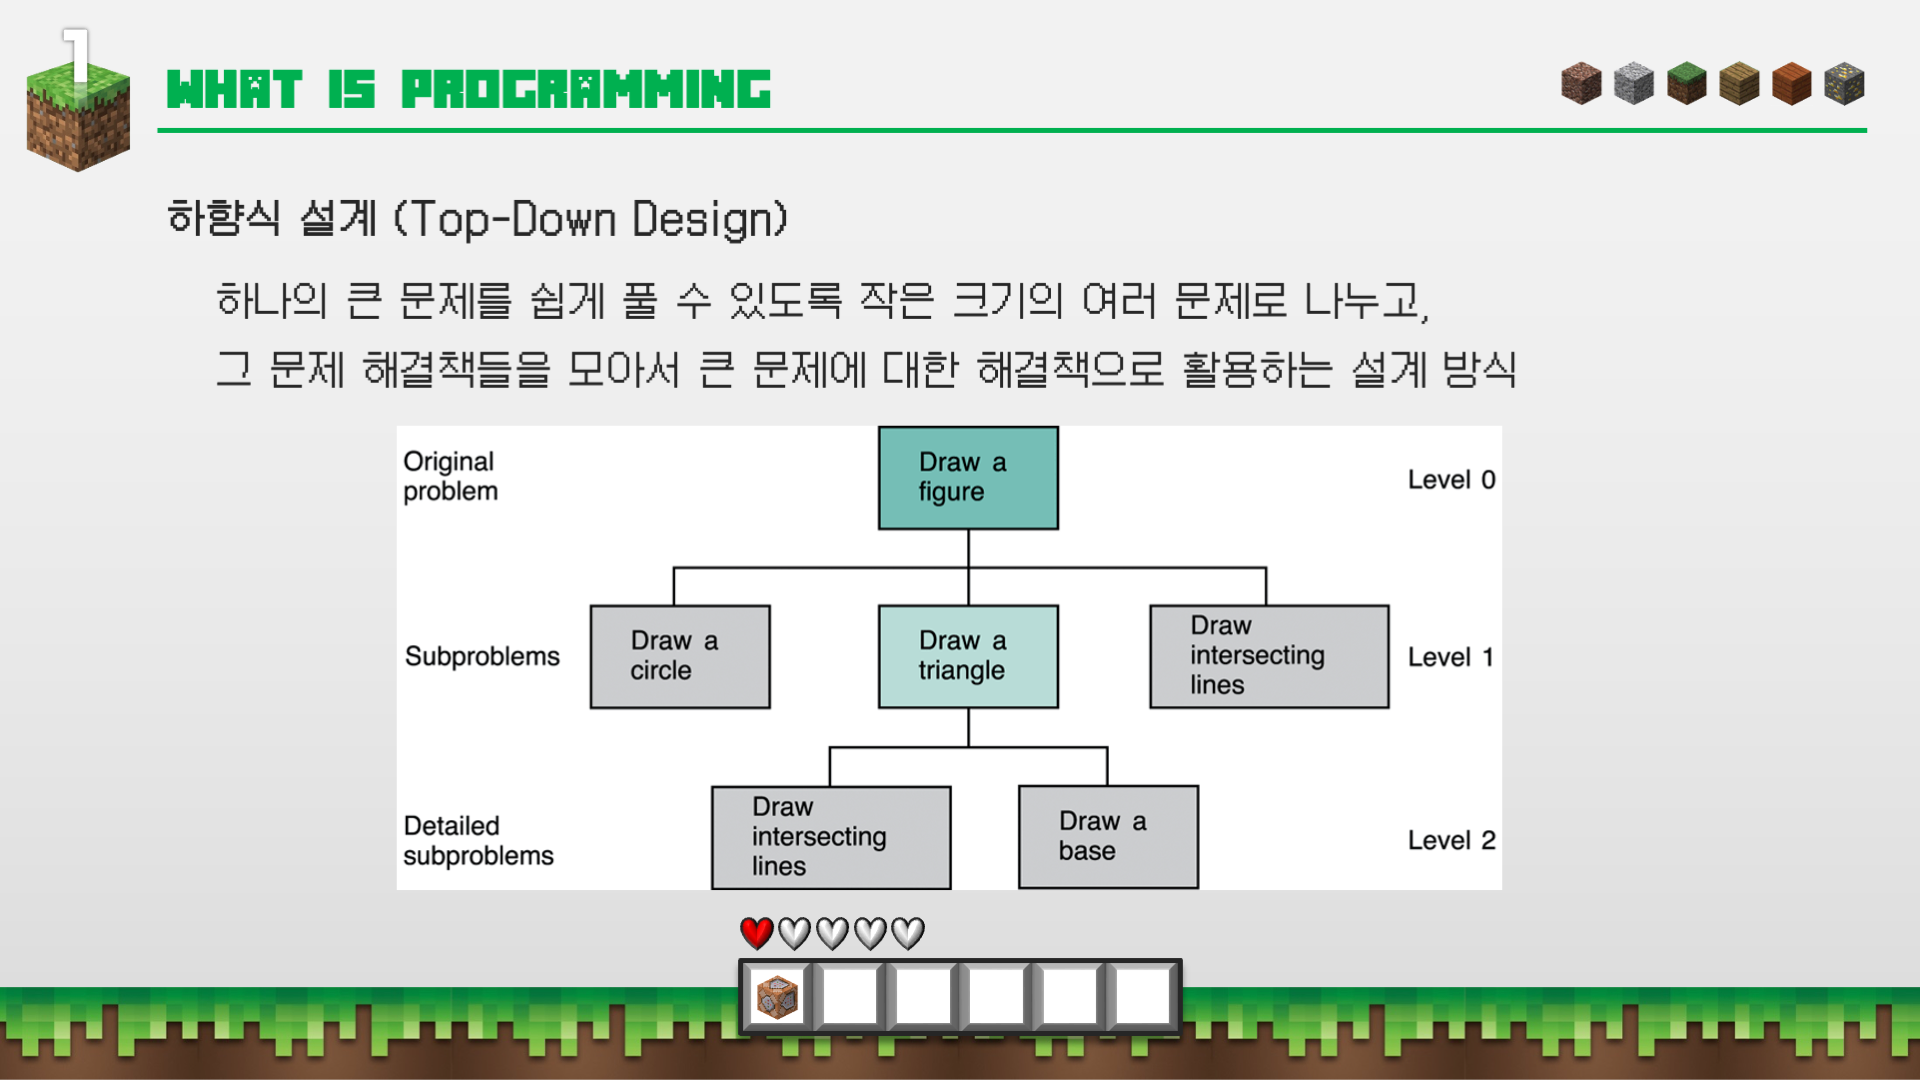 1
WHAT IS PROGRAMMING
하향식 설계 (Top-Down Design)
하나의 큰 문제를 쉽게 풀 수 있도록 작은 크기의 여러 문제로 나누고,
그 문제 해결책들을 모아서 큰 문제에 대한 해결책으로 활용하는 설계 방식
Original
problem
Draw a
figure
Level 0
Subproblems
Draw a
circle
Draw a
triangle
Draw
intersecting
lines
Level 1
Detailed
subproblems
Draw
intersecting
lines
Draw a
base
Level 2